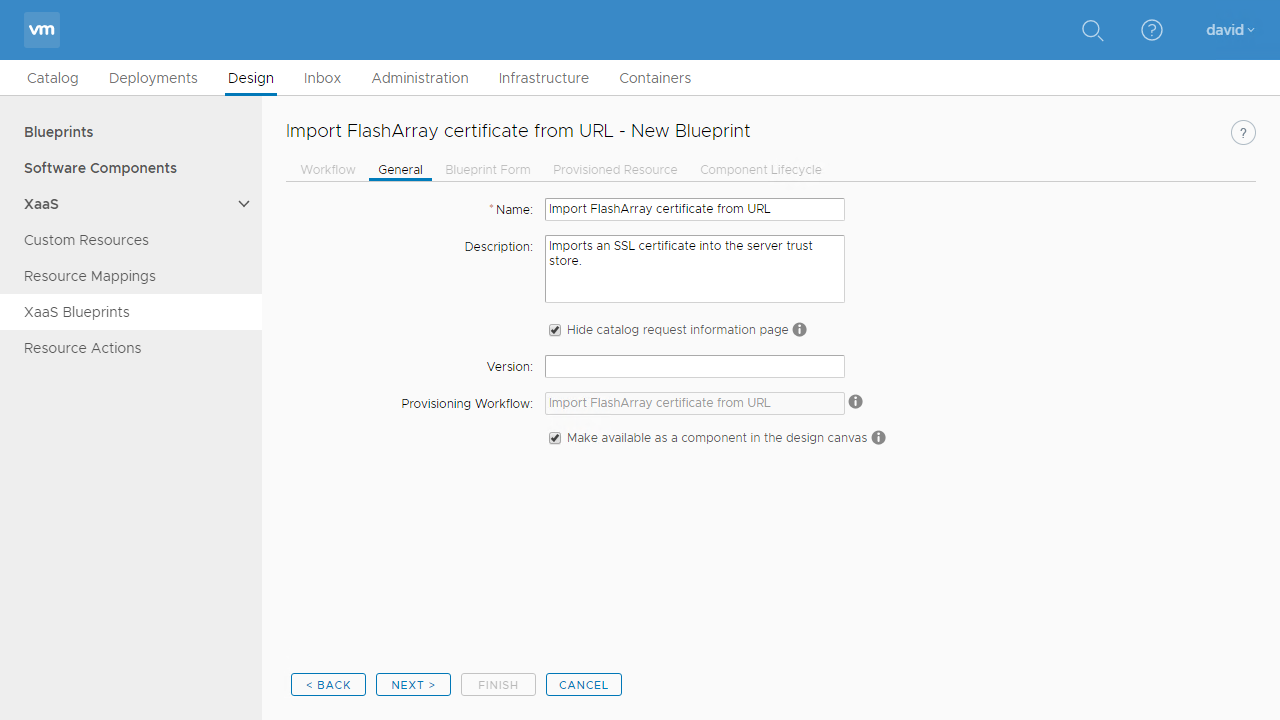 vm
?
david
Catalog Deployments Design Inbox Administration Infrastructure Containers
Blueprints
Software Components
XaaS
Custom Resources
Resource Mappings
XaaS Blueprints
Resource Actions
Import FlashArray certificate from URL - New Blueprint
?
Workflow General Blueprint Form Provisioned Resource Component Lifecycle
* Name: Import FlashArray certificate from URL
Description: Imports an SSL certificate into the server trust
store.
Hide catalog request information page
Version:
Provisioning Workflow: Import FlashArray certificate from URL
Make available as a component in the design canvas
< BACK NEXT > FINISH CANCEL